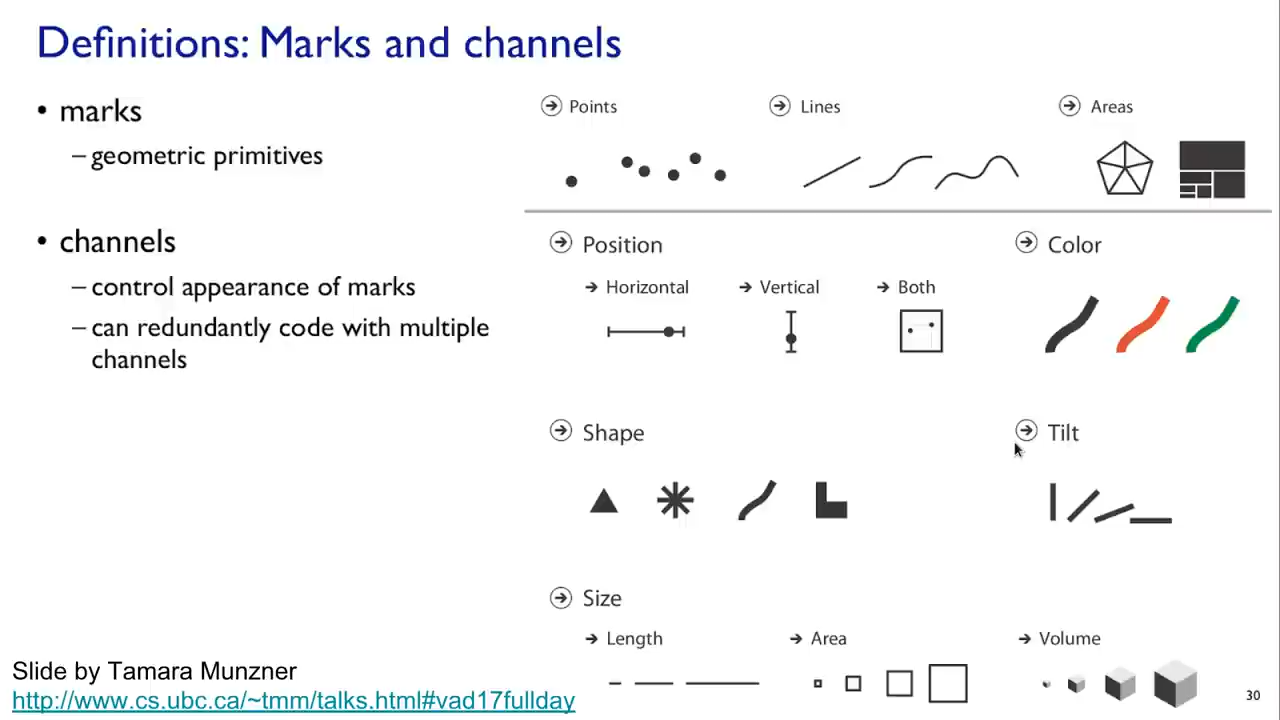 Definitions: Marks and channels
• marks
– geometric primitives
• channels
– control appearance of marks
– can redundantly code with multiple
channels
Points
Lines
Areas
Position
Horizontal
Vertical
Both
Color
Shape
Tilt
Size
Length
Area
Volume
Slide by Tamara Munzner
http://www.cs.ubc.ca/~tmm/talks.html#vad17fullday
30